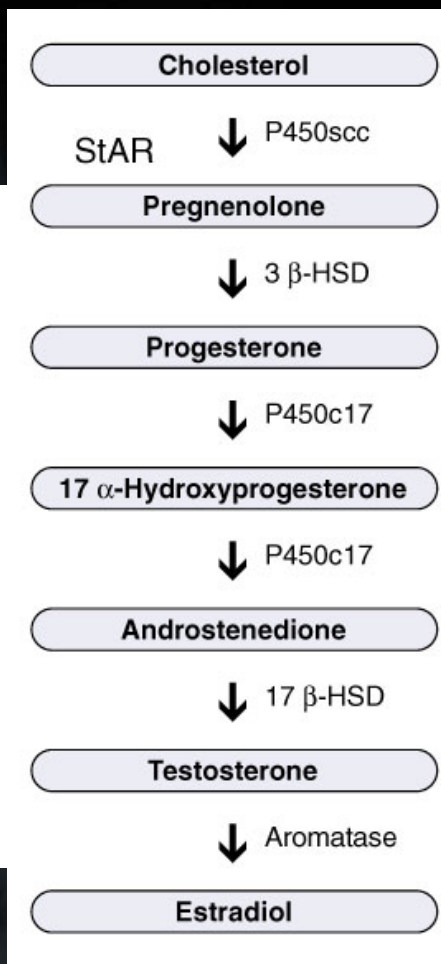 Cholesterol
StAR
P450scc
Pregnenolone
3 β-HSD
Progesterone
P450c17
17 α-Hydroxyprogesterone
P450c17
Androstenedione
17 β-HSD
Testosterone
Aromatase
Estradiol